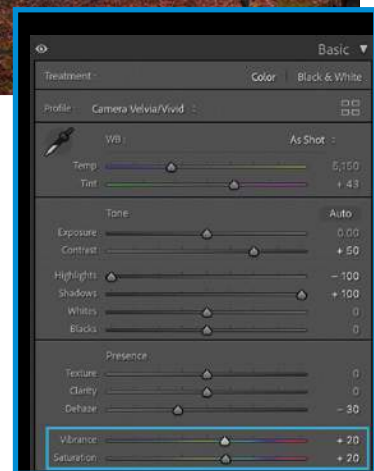 Basic ▼
Treatment : Color Black & White
Profile : Camera Velvia/Vivid :
WB : As Shot :
Temp 5,150
Tint + 43
Tone Auto
Exposure 0.00
Contrast + 50
Highlights - 100
Shadows + 100
Whites 0
Blacks 0
Presence
Texture 0
Clarity 0
Dehaze - 30
Vibrance + 20
Saturation + 20